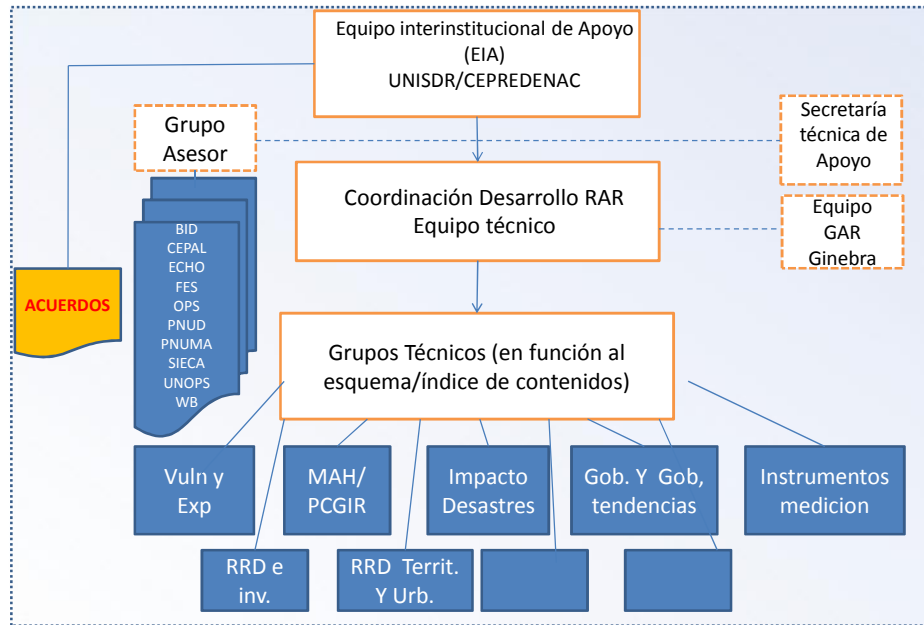 Equipo interinstitucional de Apoyo
(EIA)
UNISDR/CEPREDENAC
Grupo
Asesor
Secretaría
técnica de
Apoyo
Coordinación Desarrollo RAR
Equipo técnico
Equipo
GAR
Ginebra
BID
CEPAL
ECHO
FES
OPS
PNUD
PNUMA
SIECA
UNOPS
WB
ACUERDOS
Grupos Técnicos (en función al
esquema/índice de contenidos)
Vuln y
Exp
MAH/
PCGIR
Impacto
Desastres
Gob. Y Gob,
tendencias
Instrumentos
medicion
RRD e
inv.
RRD Territ.
Y Urb.